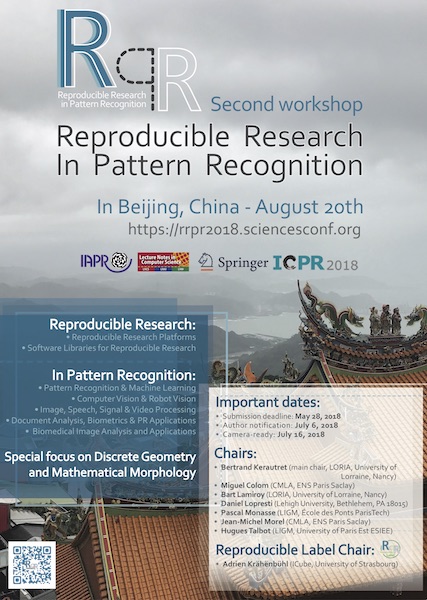 RqR
Reproducible Research
in Pattern Recognition
Second workshop
Reproducible Research
In Pattern Recognition
In Beijing, China - August 20th
https://rrpr2018.sciencesconf.org
IAPR
Lecture Notes in
Computer Science
Springer
ICPR 2018
Reproducible Research:
• Reproducible Research Platforms
• Software Libraries for Reproducible Research
In Pattern Recognition:
• Pattern Recognition & Machine Learning
• Computer Vision & Robot Vision
• Image, Speech, Signal & Video Processing
• Document Analysis, Biometrics & PR Applications
• Biomedical Image Analysis and Applications
Special focus on Discrete Geometry
and Mathematical Morphology
Important dates:
• Submission deadline: May 28, 2018
• Author notification: July 6, 2018
• Camera-ready: July 16, 2018
Chairs:
• Bertrand Kerautret (main chair, LORIA, University of
Lorraine, Nancy)
• Miguel Colom (CMLA, ENS Paris Saclay)
• Bart Lamiroy (LORIA, University of Lorraine, Nancy)
• Daniel Lopresti (Lehigh University, Bethlehem, PA 18015)
• Pascal Monasse (LIGM, École des Ponts ParisTech)
• Jean-Michel Morel (CMLA, ENS Paris Saclay)
• Hugues Talbot (LIGM, University of Paris Est ESIEE)
Reproducible Label Chair:
• Adrien Krähenbühl (iCube, University of Strasbourg)